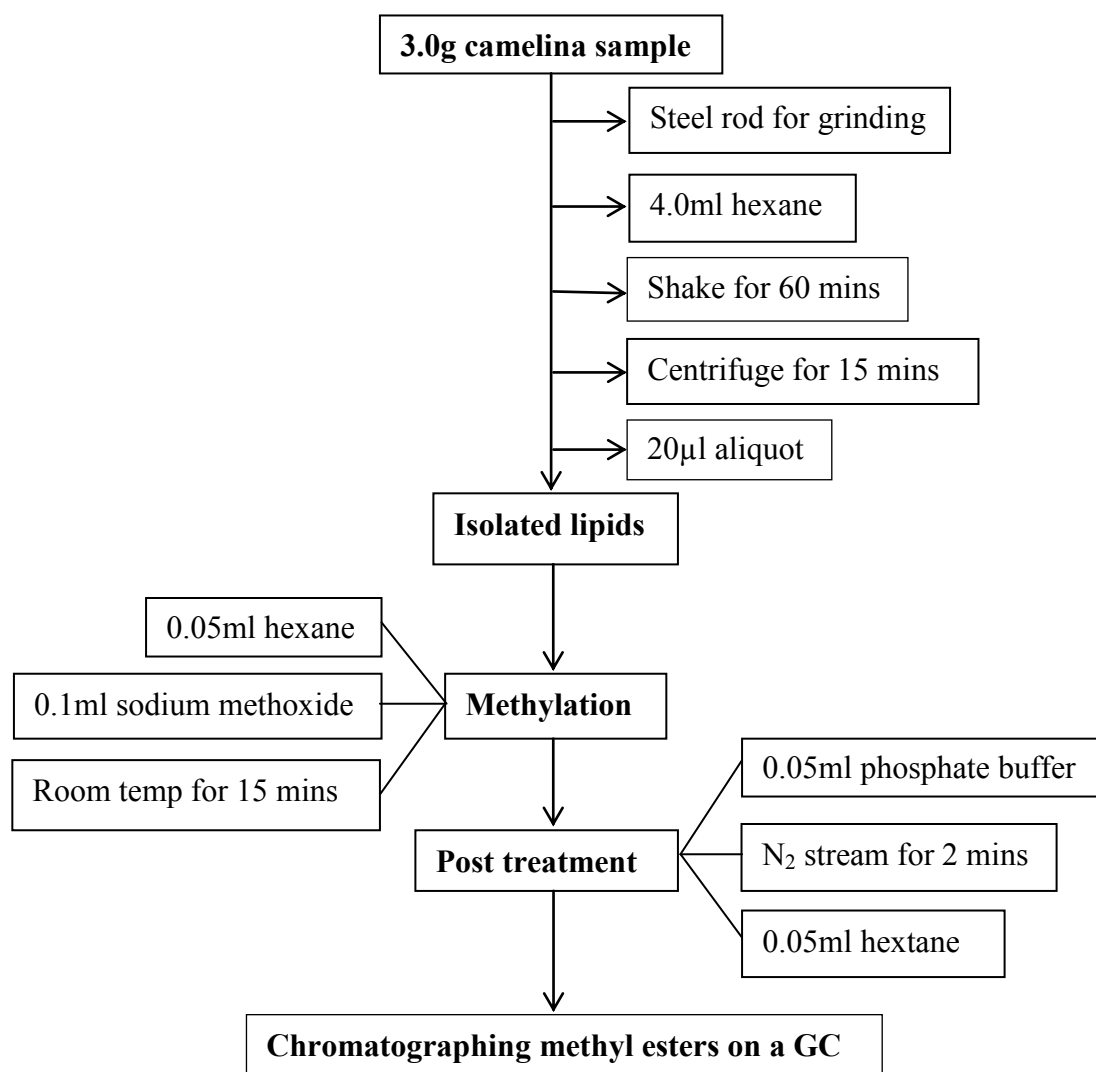 3.0g camelina sample
Steel rod for grinding
4.0ml hexane
Shake for 60 mins
Centrifuge for 15 mins
20µl aliquot
Isolated lipids
0.05ml hexane
0.1ml sodium methoxide
Room temp for 15 mins
Methylation
0.05ml phosphate buffer
N₂ stream for 2 mins
0.05ml hextane
Post treatment
Chromatographing methyl esters on a GC